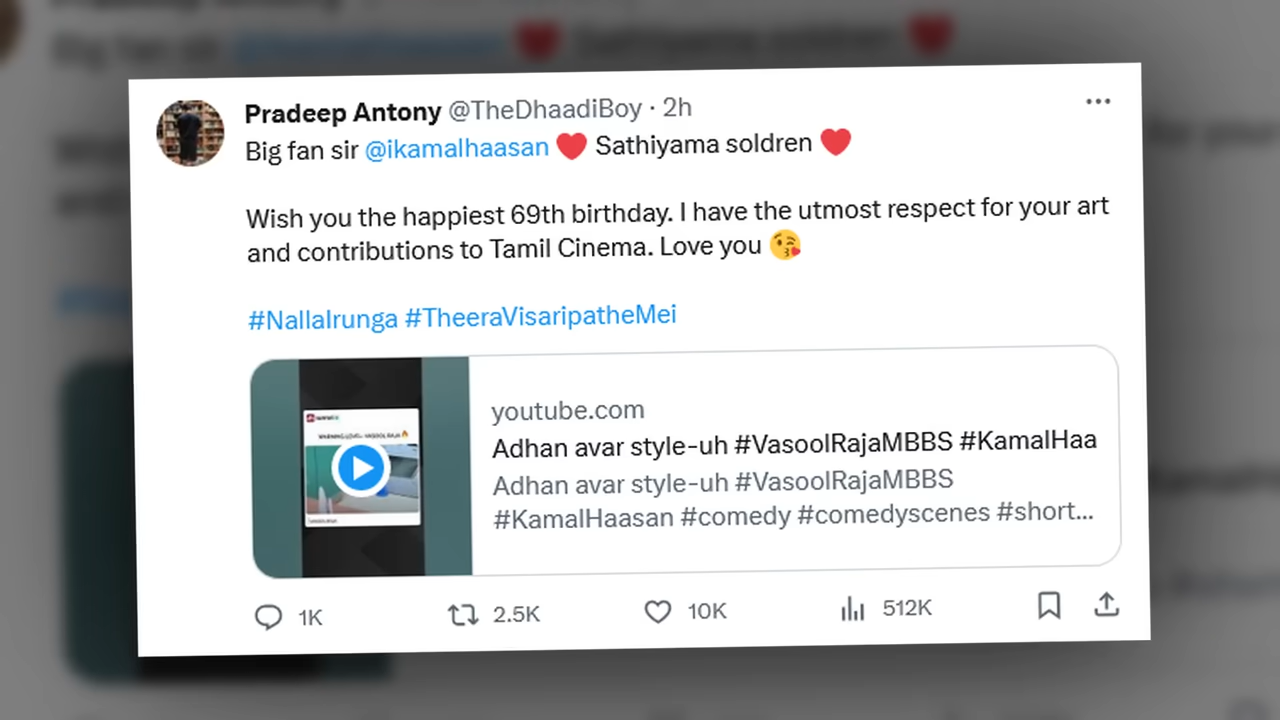 Pradeep Antony @TheDhaadiBoy · 2h
Big fan sir @ikamalhaasan ❤️ Sathiyama soldren ❤️
Wish you the happiest 69th birthday. I have the utmost respect for your art
and contributions to Tamil Cinema. Love you 😘
#NallaIrunga #TheeraVisaripatheMei
youtube.com
Adhan avar style-uh #VasoolRajaMBBS #KamalHaa
Adhan avar style-uh #VasoolRajaMBBS
#KamalHaasan #comedy #comedyscenes #short...
1K 2.5K 10K 512K